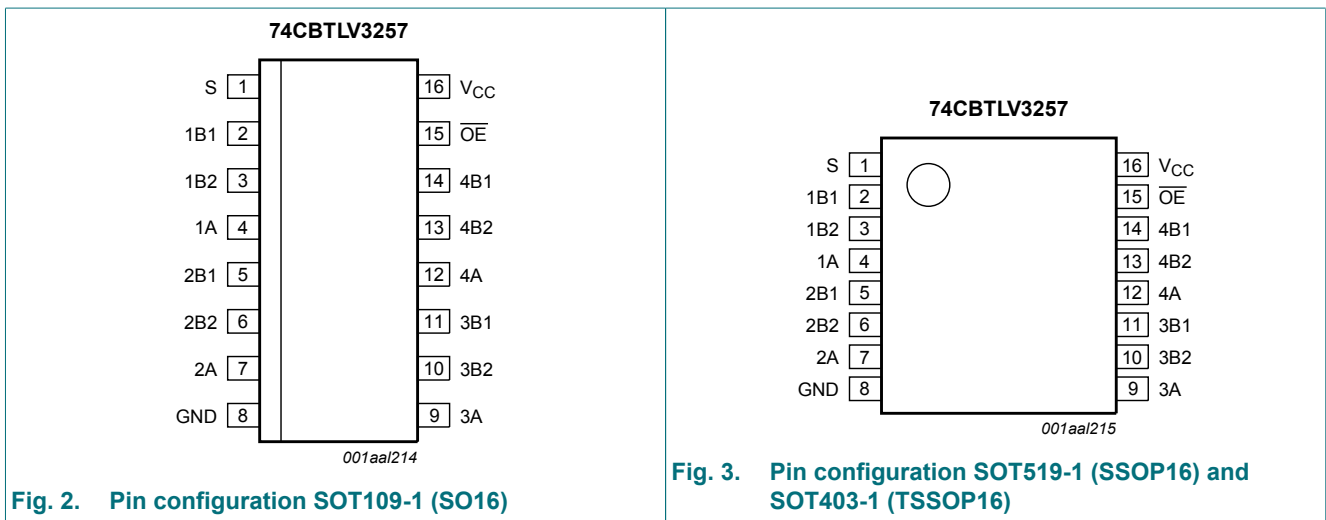 74CBTLV3257
S 1 16 VCC
1B1 2 15 OE
1B2 3 14 4B1
1A 4 13 4B2
2B1 5 12 4A
2B2 6 11 3B1
2A 7 10 3B2
GND 8 9 3A
001aal214
Fig. 2. Pin configuration SOT109-1 (SO16)
74CBTLV3257
S 1 16 VCC
1B1 2 15 OE
1B2 3 14 4B1
1A 4 13 4B2
2B1 5 12 4A
2B2 6 11 3B1
2A 7 10 3B2
GND 8 9 3A
001aal215
Fig. 3. Pin configuration SOT519-1 (SSOP16) and
SOT403-1 (TSSOP16)